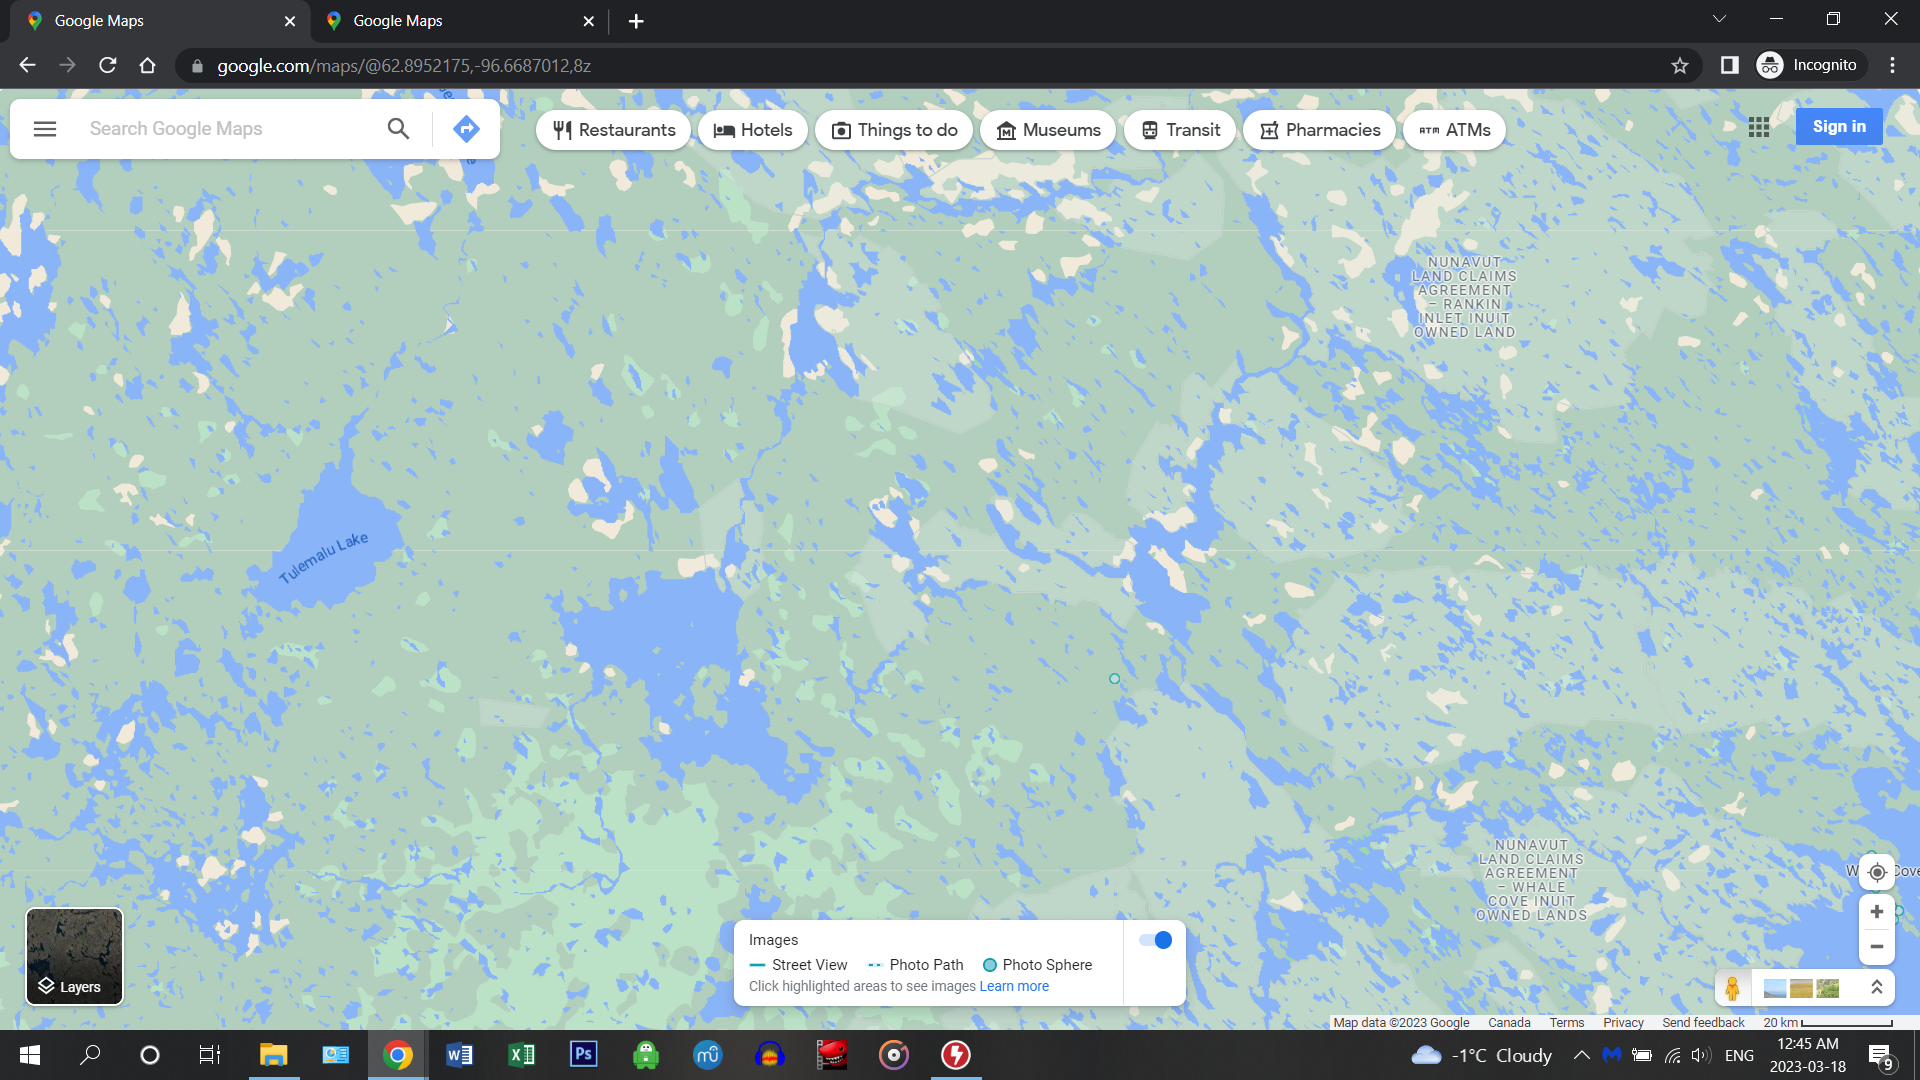 Google Maps
Google Maps
google.com/maps/@62.8952175,-96.6687012,8z
Incognito
Search Google Maps
Restaurants
Hotels
Things to do
Museums
Transit
Pharmacies
ATM ATMs
Sign in
NUNAVUT
LAND CLAIMS
AGREEMENT
– RANKIN
INLET INUIT
OWNED LAND
Tulemalu Lake
NUNAVUT
LAND CLAIMS
AGREEMENT
– WHALE
COVE INUIT
OWNED LANDS
Cove
Layers
Images
Street View
Photo Path
Photo Sphere
Click highlighted areas to see images Learn more
Map data ©2023 Google Canada Terms Privacy Send feedback 20 km
-1°C Cloudy
ENG
12:45 AM
2023-03-18
9